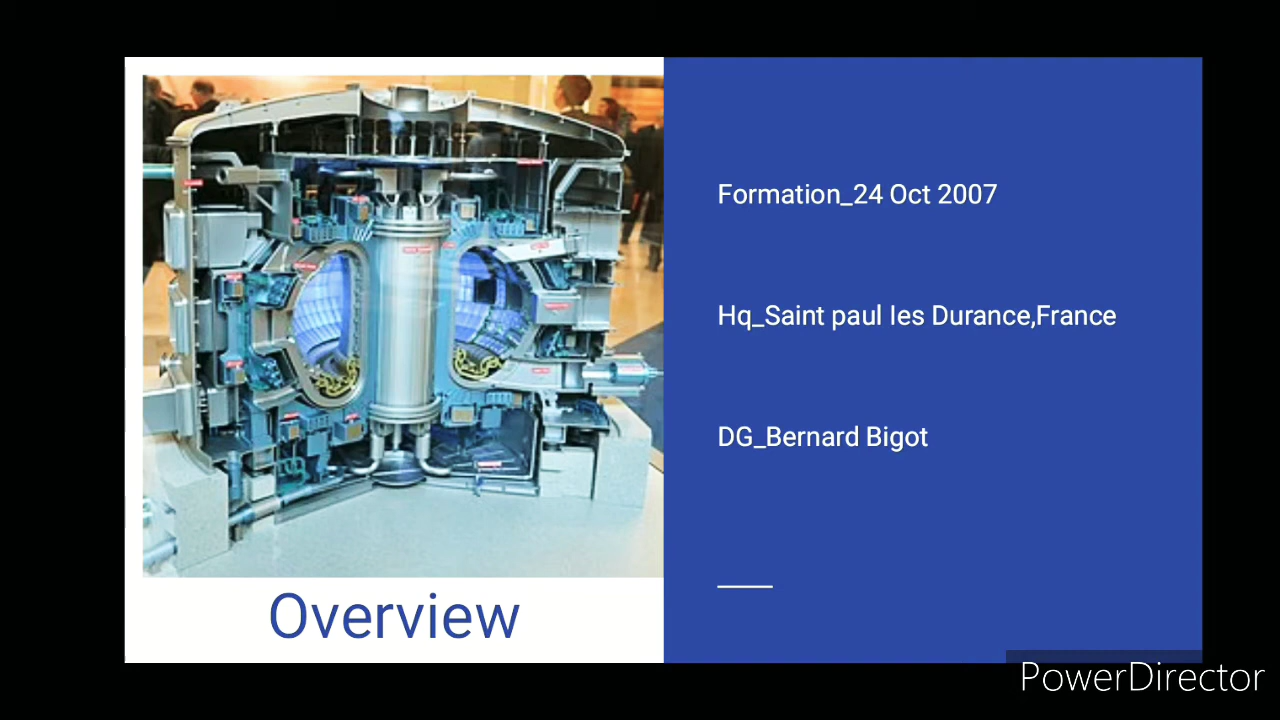 Formation_24 Oct 2007
Hq_Saint paul les Durance,France
DG_Bernard Bigot
Overview
PowerDirector